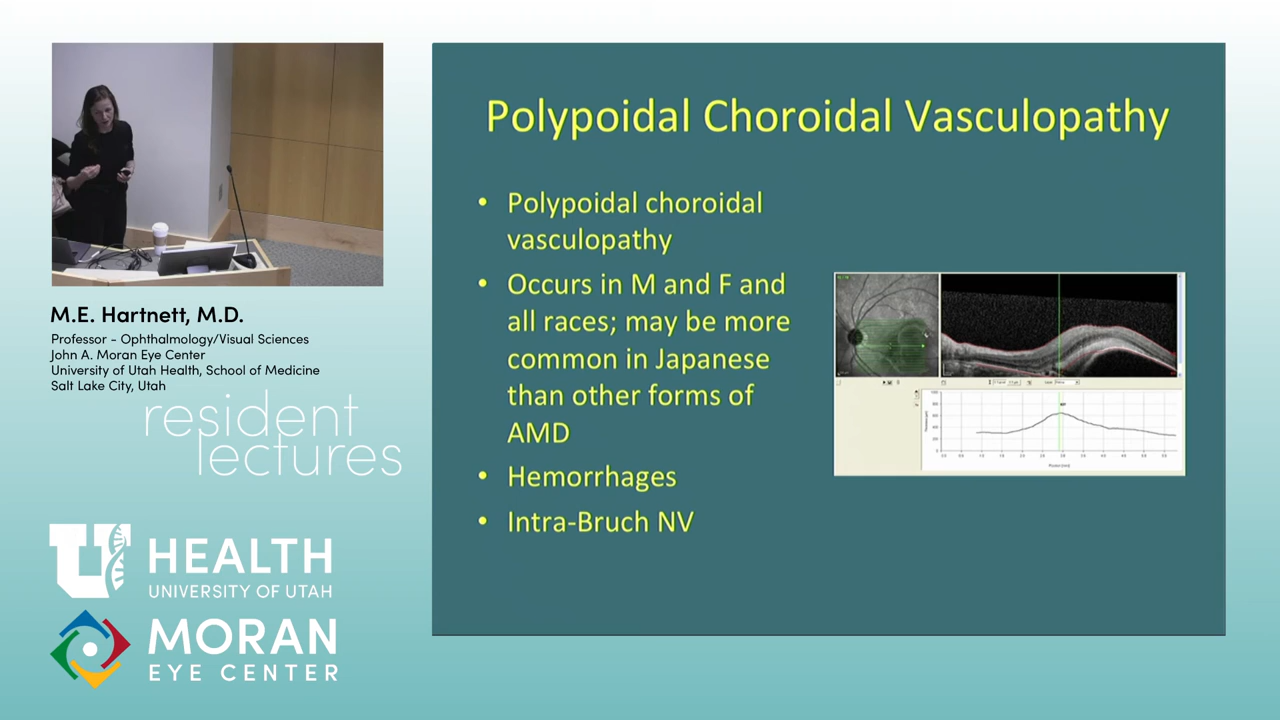 Polypoidal Choroidal Vasculopathy
• Polypoidal choroidal
vasculopathy
• Occurs in M and F and
all races; may be more
common in Japanese
than other forms of
AMD
• Hemorrhages
• Intra-Bruch NV
M.E. Hartnett, M.D.
Professor - Ophthalmology/Visual Sciences
John A. Moran Eye Center
University of Utah Health, School of Medicine
Salt Lake City, Utah
resident
lectures
U HEALTH
UNIVERSITY OF UTAH
MORAN
EYE CENTER